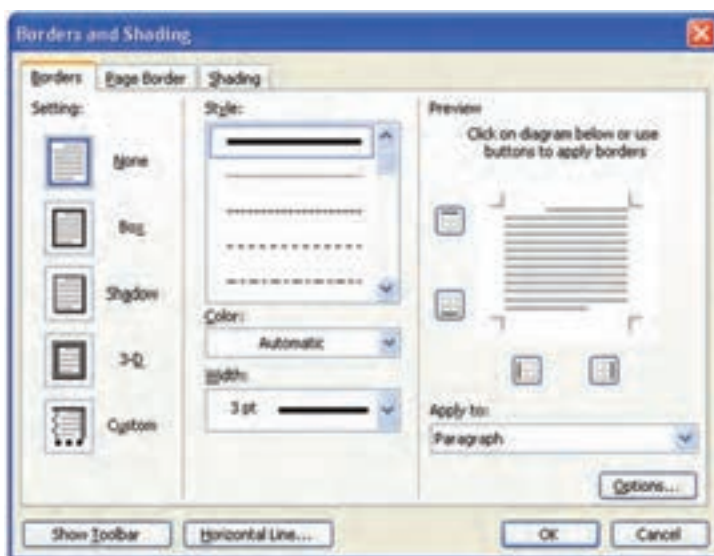 Borders and Shading
Borders Page Border Shading
Setting:
None
Box
Shadow
3-D
Custom
Style:
Color:
Automatic
Width:
3 pt
Preview
Click on diagram below or use
buttons to apply borders
Apply to:
Paragraph
Options...
Show Toolbar Horizontal Line... OK Cancel